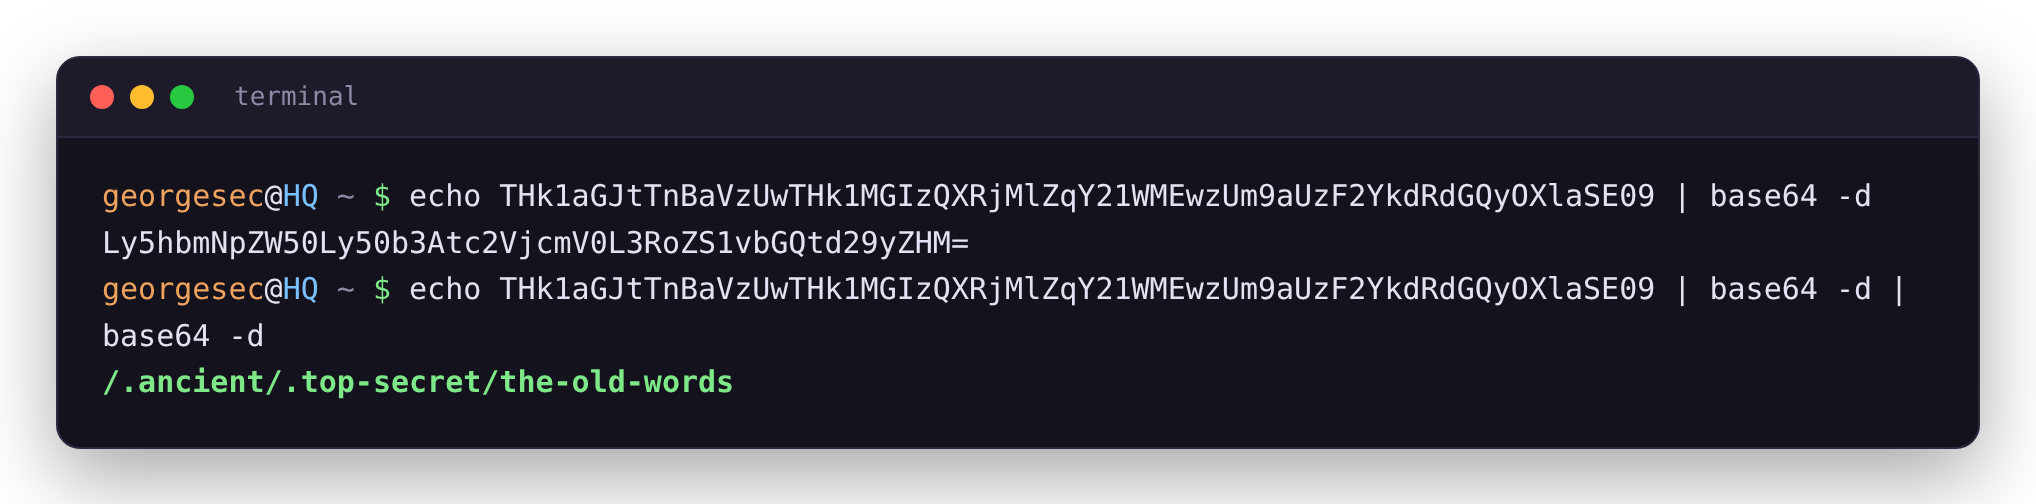 terminal
georgesec@HQ ~ $ echo THk1aGJtTnBaVzUwTHk1MGIzQXRjMlZqY21WMEwzUm9aUzF2YkdRdGQyOXlaSE09 | base64 -d
Ly5hbmNpZW50Ly50b3Atc2VjcmV0L3RoZS1vbGQtd29yZHM=
georgesec@HQ ~ $ echo THk1aGJtTnBaVzUwTHk1MGIzQXRjMlZqY21WMEwzUm9aUzF2YkdRdGQyOXlaSE09 | base64 -d |
base64 -d
/.ancient/.top-secret/the-old-words